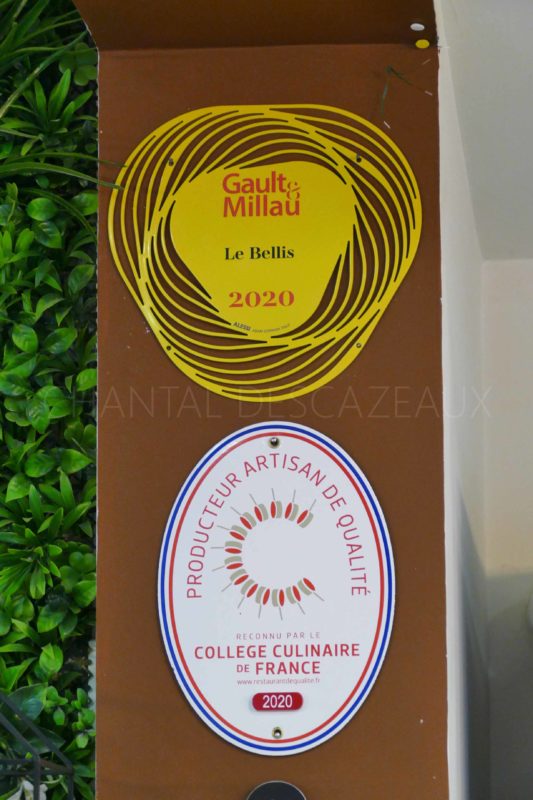 Gault&
Millau
Le Bellis
2020
ALESSI
CHANTAL DESCAZEAUX
PRODUCTEUR ARTISAN DE QUALITÉ
RECONNU PAR LE
COLLEGE CULINAIRE
DE FRANCE
www.restaurantdequalite.fr
2020